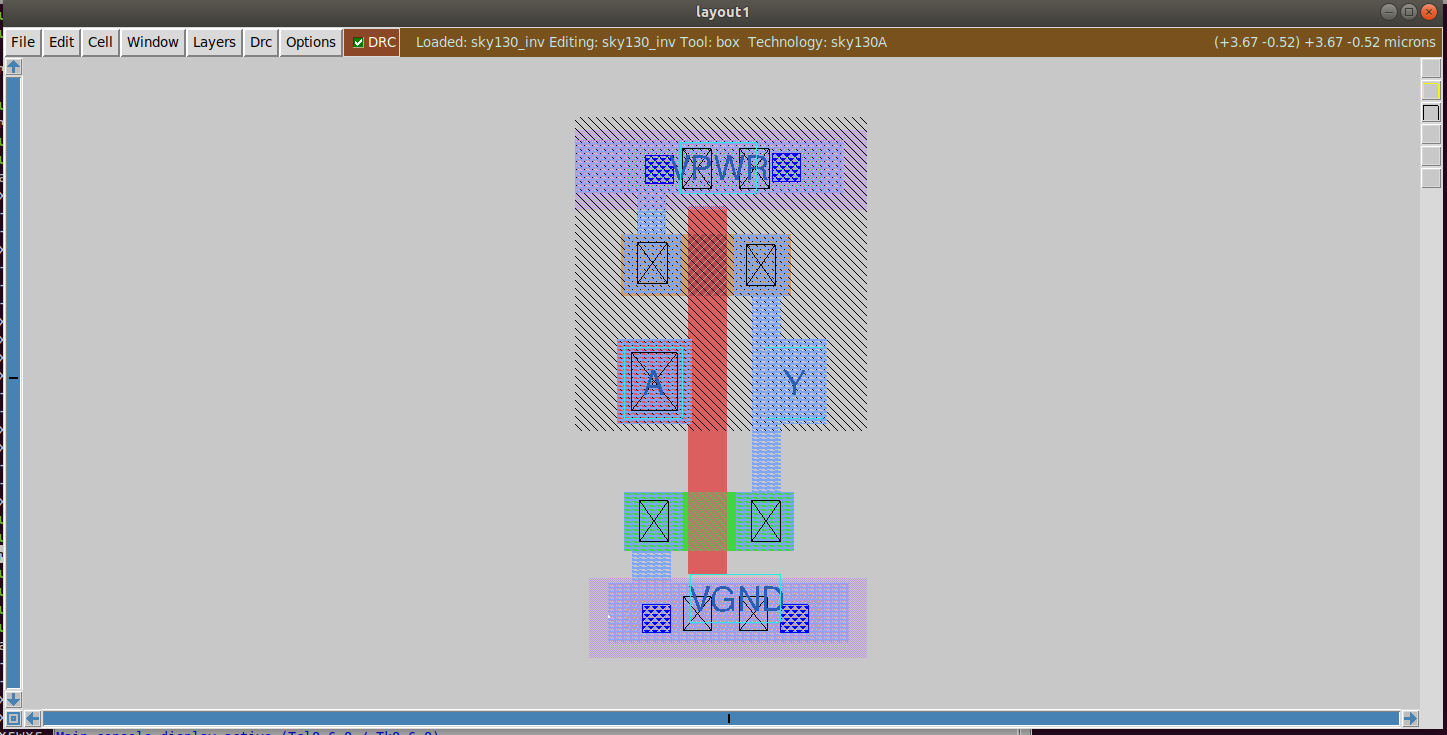 layout1
File Edit Cell Window Layers Drc Options DRC Loaded: sky130_inv Editing: sky130_inv Tool: box Technology: sky130A (+3.67 -0.52) +3.67 -0.52 microns
VPWR
A Y
VGND